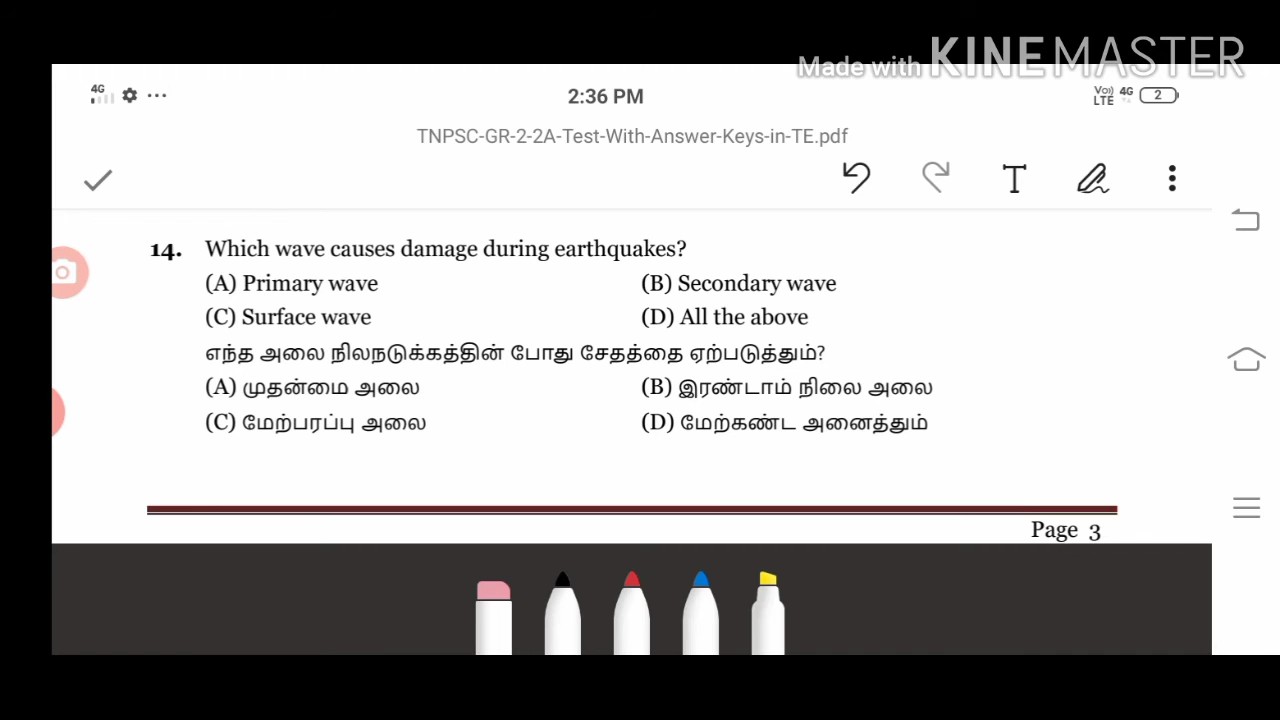 Made with KINEMASTER
4G 2:36 PM Vo) LTE 4G 2
TNPSC-GR-2-2A-Test-With-Answer-Keys-in-TE.pdf
T
14. Which wave causes damage during earthquakes?
(A) Primary wave (B) Secondary wave
(C) Surface wave (D) All the above
எந்த அலை நிலநடுக்கத்தின் போது சேதத்தை ஏற்படுத்தும்?
(A) முதன்மை அலை (B) இரண்டாம் நிலை அலை
(C) மேற்பரப்பு அலை (D) மேற்கண்ட அனைத்தும்
Page 3